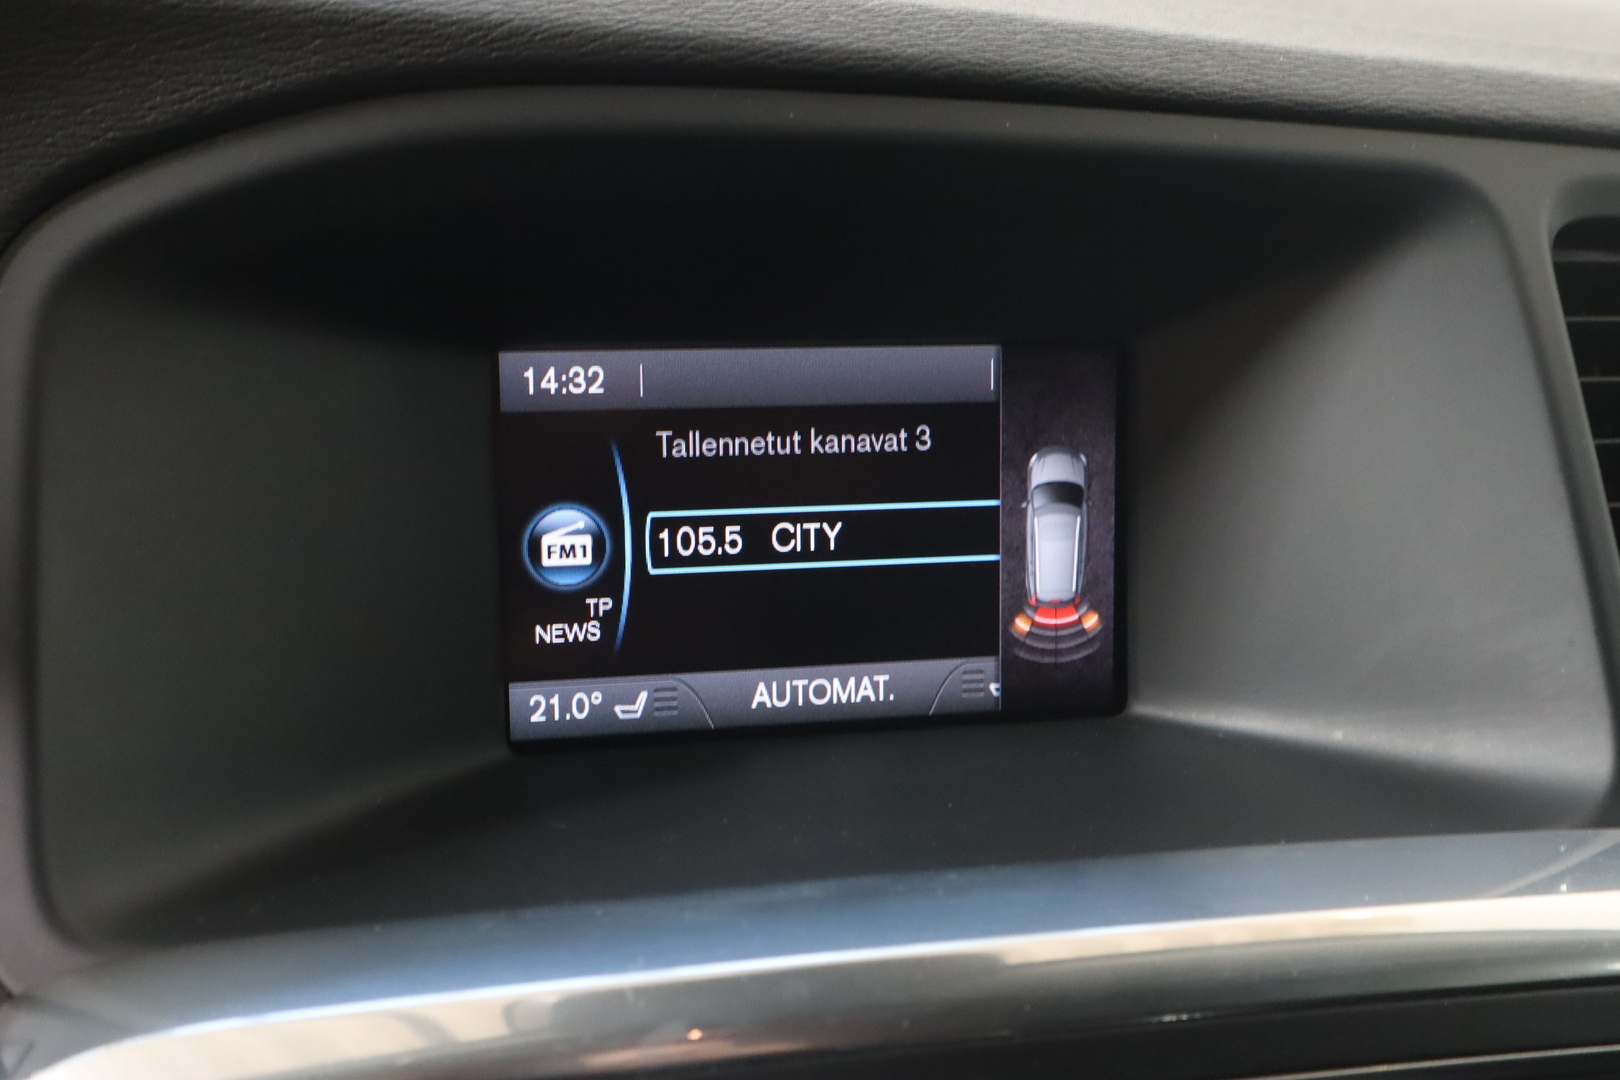 14:32
Tallennetut kanavat 3
105.5 CITY
FM1
TP
NEWS
21.0° AUTOMAT.